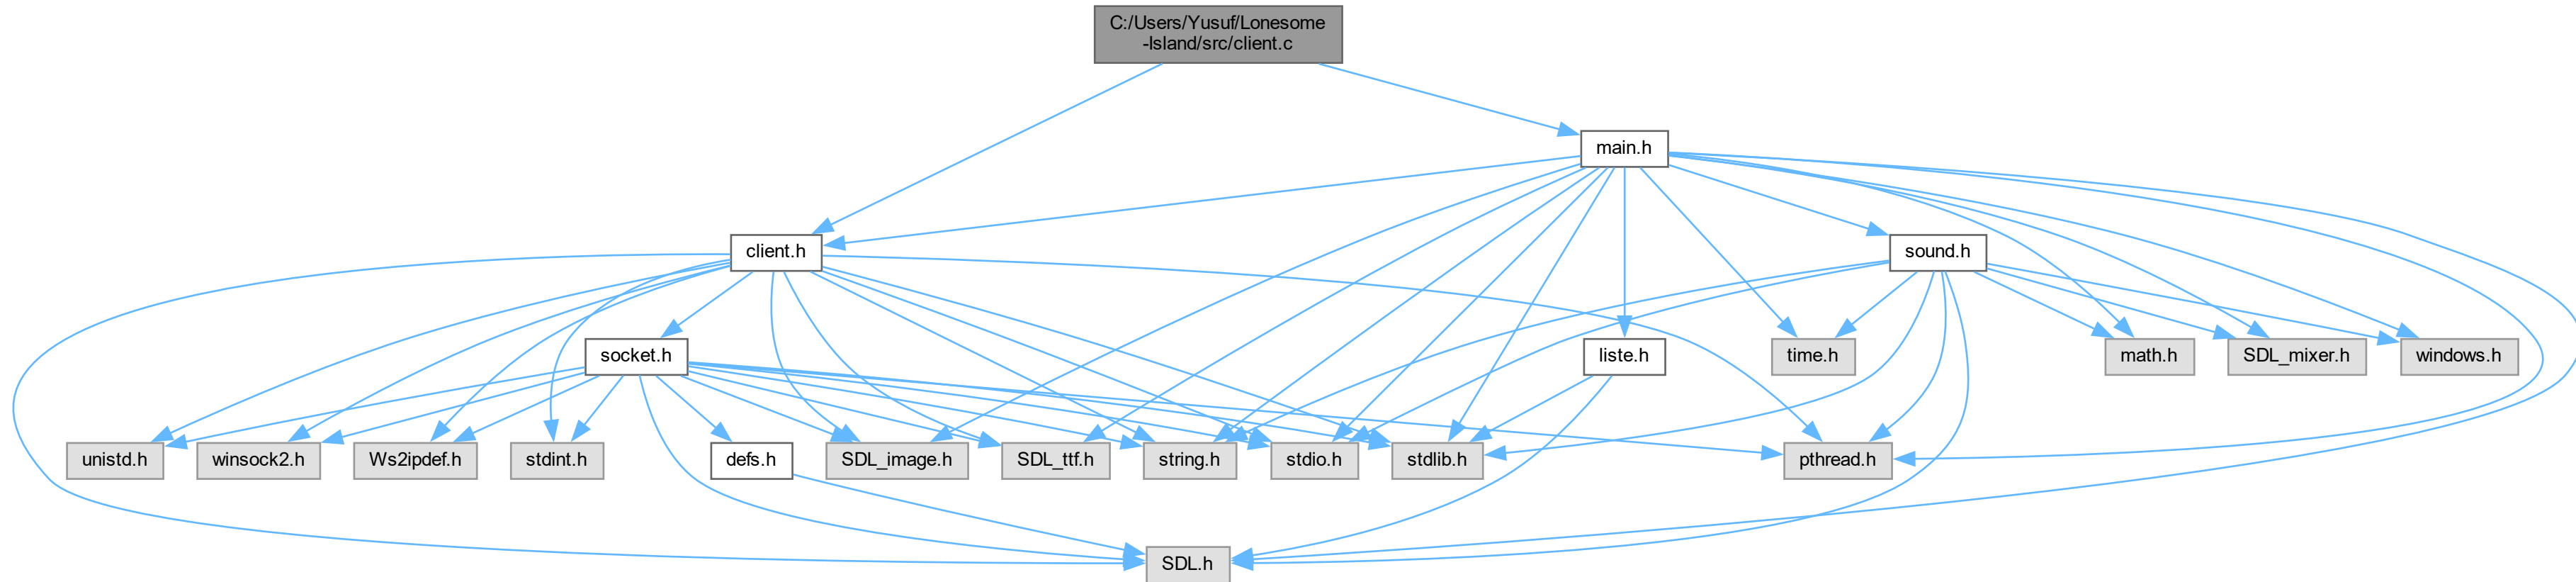 C:/Users/Yusuf/Lonesome
-Island/src/client.c
main.h
client.h
sound.h
socket.h
liste.h
time.h
math.h
SDL_mixer.h
windows.h
unistd.h
winsock2.h
Ws2ipdef.h
stdint.h
defs.h
SDL_image.h
SDL_ttf.h
string.h
stdio.h
stdlib.h
pthread.h
SDL.h